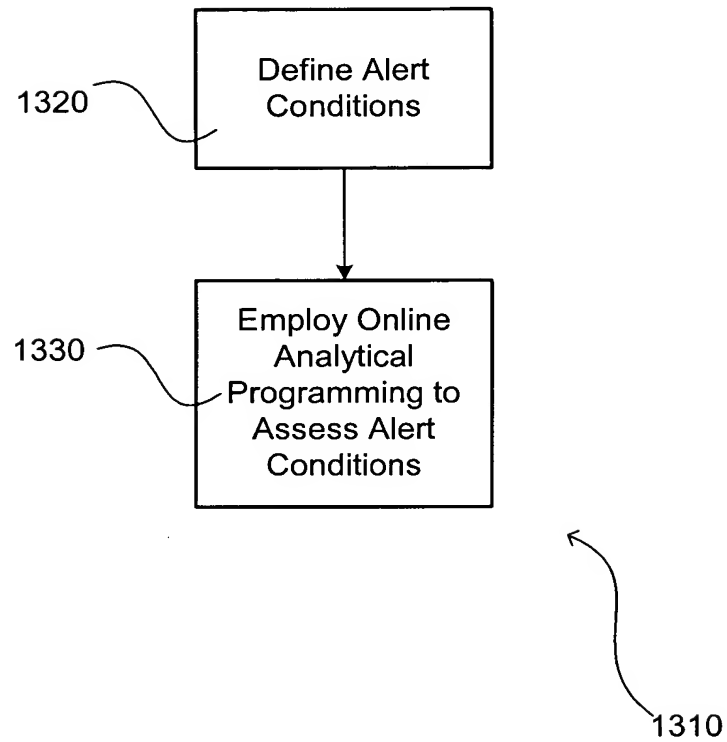 Define Alert
Conditions
1320
Employ Online
Analytical
Programming to
Assess Alert
Conditions
1330
1310